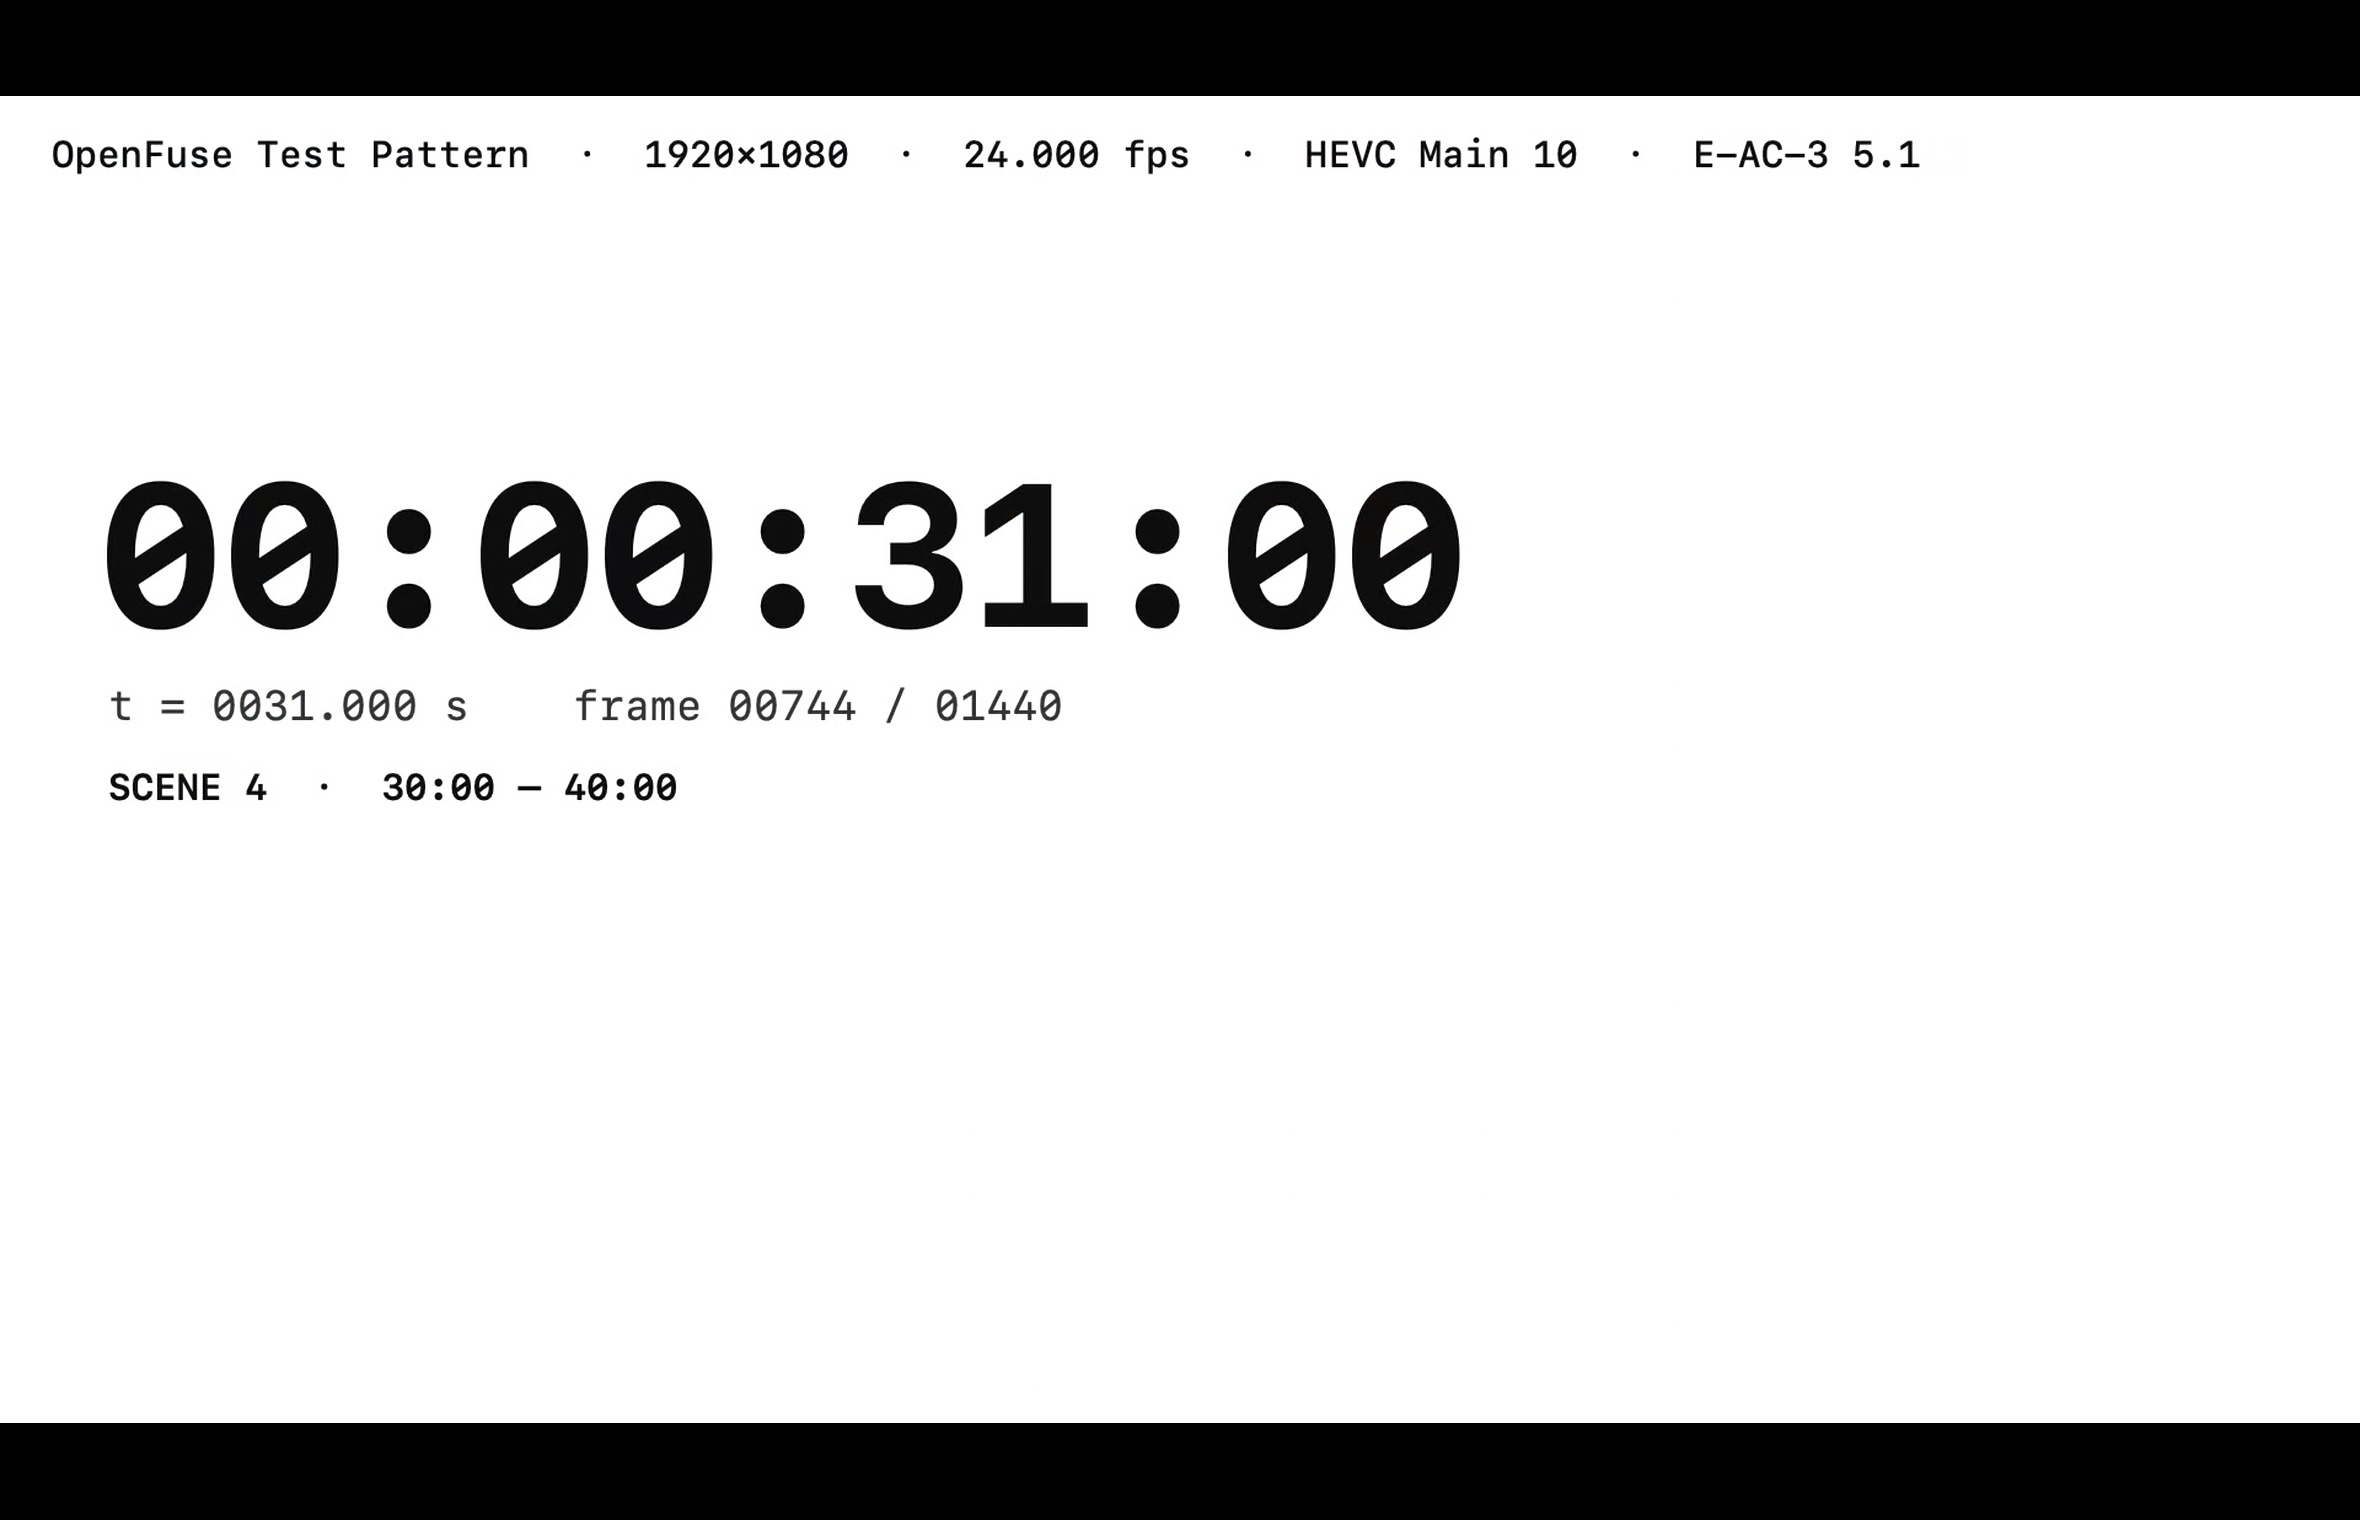 OpenFuse Test Pattern · 1920×1080 · 24.000 fps · HEVC Main 10 · E—AC—3 5.1
00:00:31:00
t = 0031.000 s frame 00744 / 01440
SCENE 4 · 30:00 — 40:00